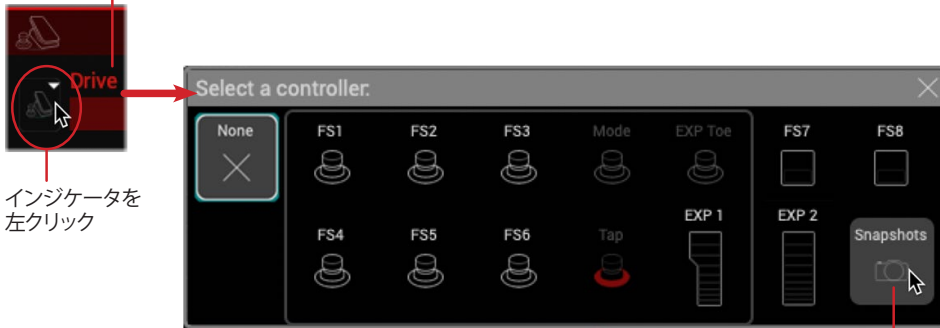 Drive
インジケータを
左クリック
Select a controller:
None
FS1
FS2
FS3
Mode
EXP Toe
FS7
FS8
FS4
FS5
FS6
Tap
EXP 1
EXP 2
Snapshots